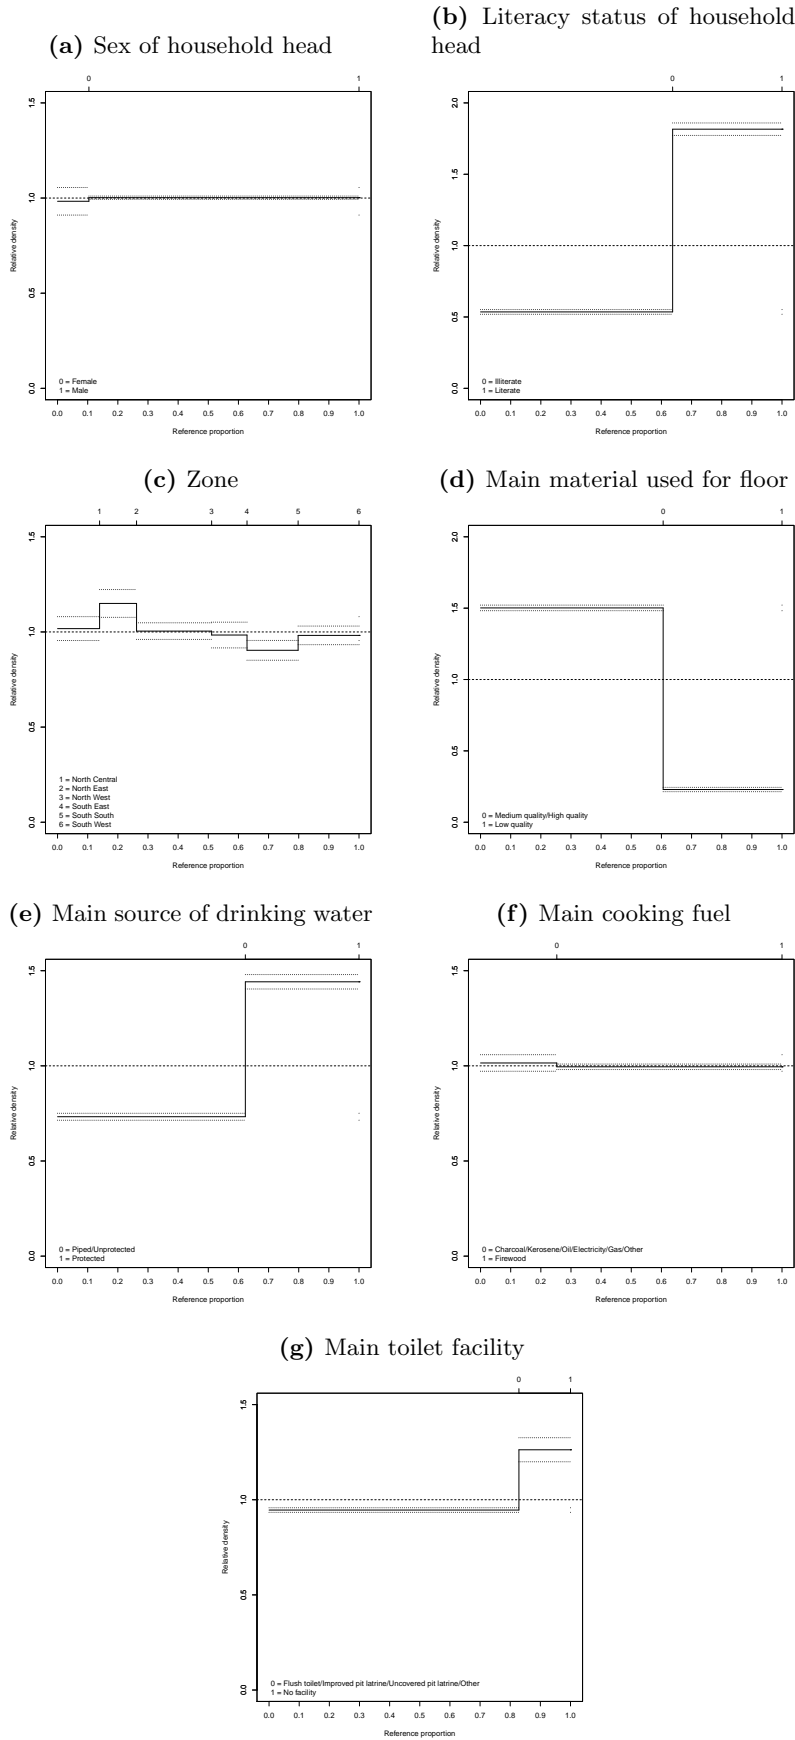 (a) Sex of household head
0 1
1.5
1.0
0.5
0.0
Relative density
0 = Female
1 = Male
0.0 0.1 0.2 0.3 0.4 0.5 0.6 0.7 0.8 0.9 1.0
Reference proportion
(b) Literacy status of household
head
0 1
2.0
1.5
1.0
0.5
0.0
Relative density
0 = Illiterate
1 = Literate
0.0 0.1 0.2 0.3 0.4 0.5 0.6 0.7 0.8 0.9 1.0
Reference proportion
(c) Zone
1 2 3 4 5 6
1.5
1.0
0.5
0.0
Relative density
1 = North Central
2 = North East
3 = North West
4 = South East
5 = South South
6 = South West
0.0 0.1 0.2 0.3 0.4 0.5 0.6 0.7 0.8 0.9 1.0
Reference proportion
(d) Main material used for floor
0 1
2.0
1.5
1.0
0.5
0.0
Relative density
0 = Medium quality/High quality
1 = Low quality
0.0 0.1 0.2 0.3 0.4 0.5 0.6 0.7 0.8 0.9 1.0
Reference proportion
(e) Main source of drinking water
0 1
1.5
1.0
0.5
0.0
Relative density
0 = Piped/Unprotected
1 = Protected
0.0 0.1 0.2 0.3 0.4 0.5 0.6 0.7 0.8 0.9 1.0
Reference proportion
(f) Main cooking fuel
0 1
1.5
1.0
0.5
0.0
Relative density
0 = Charcoal/Kerosene/Oil/Electricity/Gas/Other
1 = Firewood
0.0 0.1 0.2 0.3 0.4 0.5 0.6 0.7 0.8 0.9 1.0
Reference proportion
(g) Main toilet facility
0 1
1.5
1.0
0.5
0.0
Relative density
0 = Flush toilet/Improved pit latrine/Uncovered pit latrine/Other
1 = No facility
0.0 0.1 0.2 0.3 0.4 0.5 0.6 0.7 0.8 0.9 1.0
Reference proportion